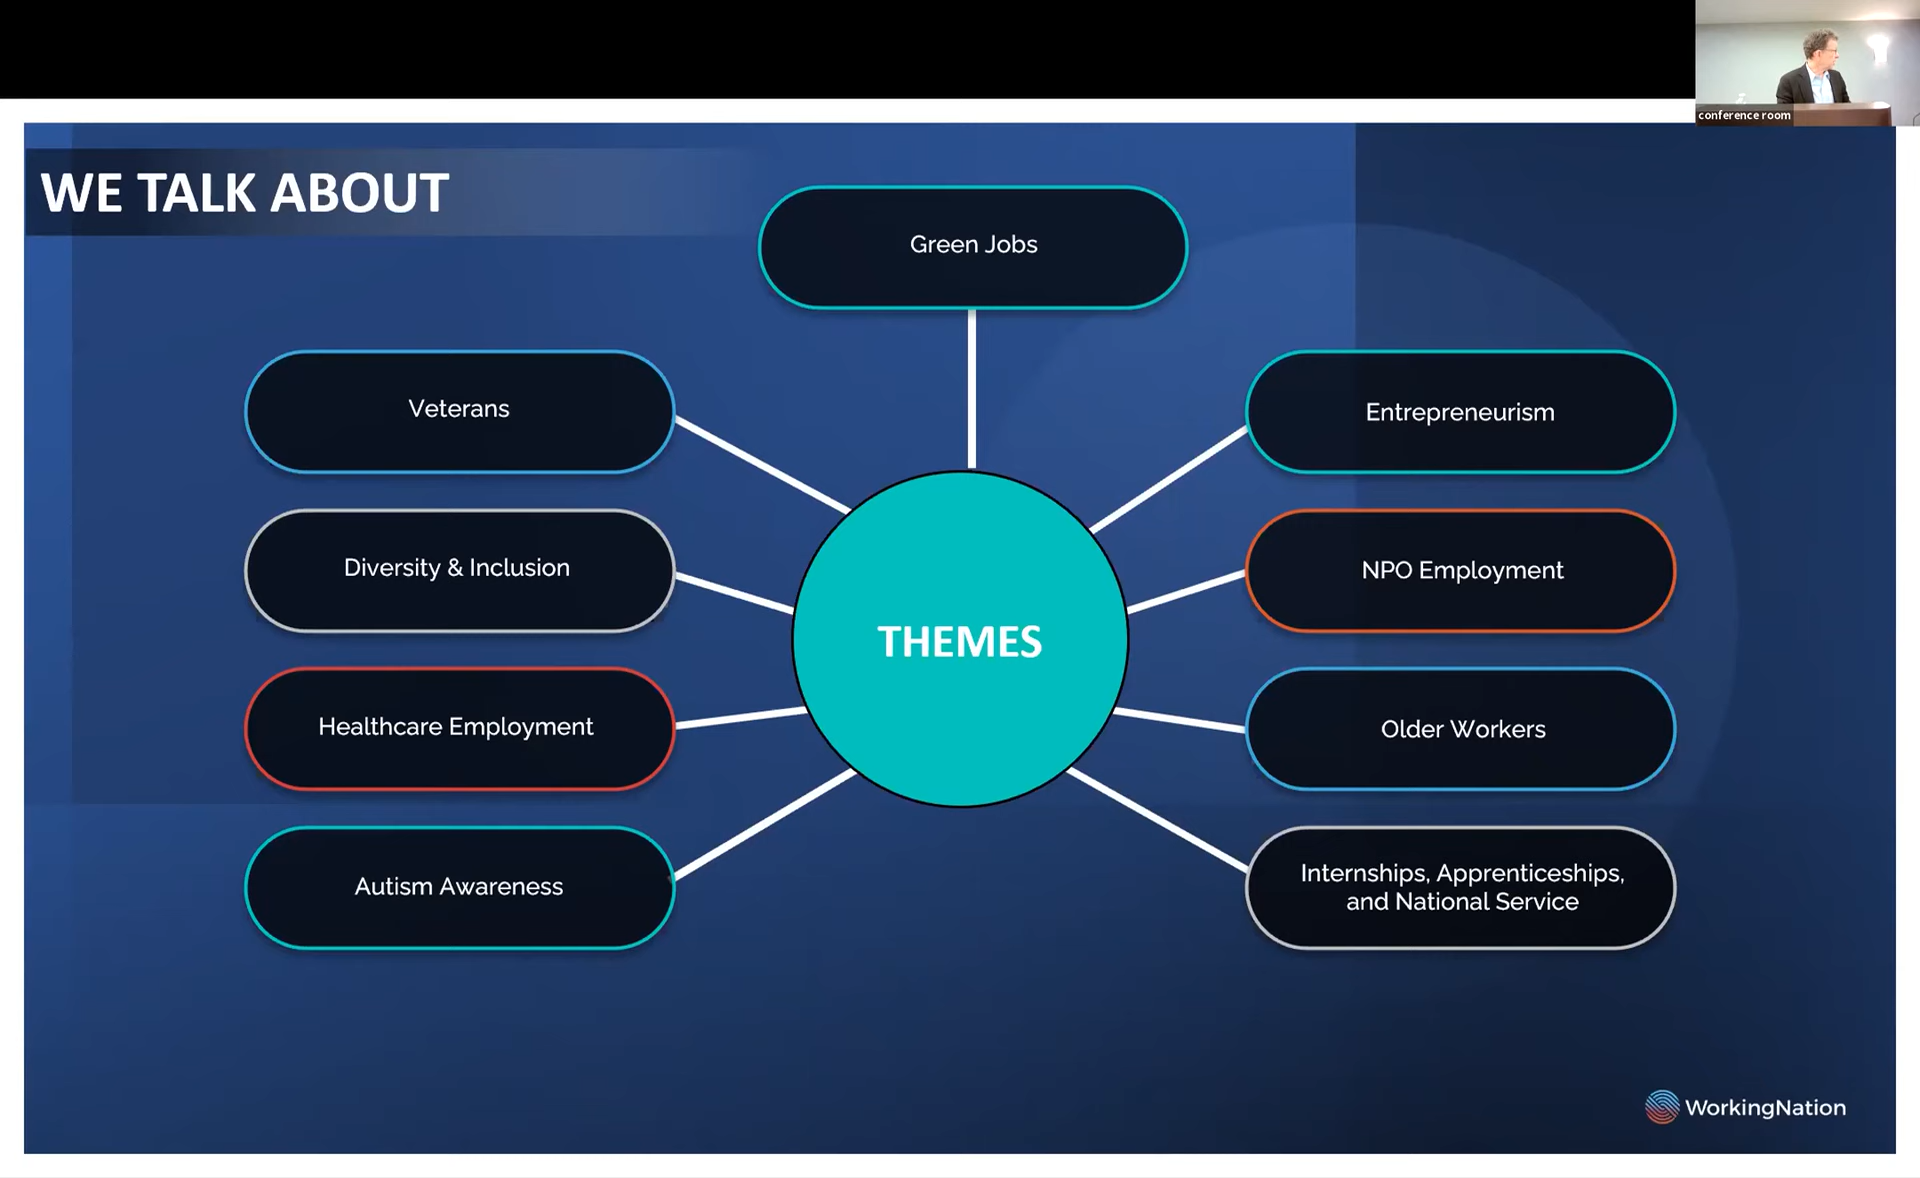 conference room
WE TALK ABOUT
Green Jobs
Veterans
Entrepreneurism
Diversity & Inclusion
NPO Employment
THEMES
Healthcare Employment
Older Workers
Autism Awareness
Internships, Apprenticeships,
and National Service
WorkingNation